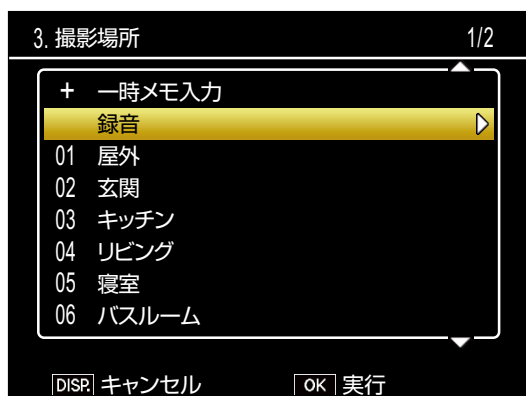 3. 撮影場所 1/2
+ 一時メモ入力
録音
01 屋外
02 玄関
03 キッチン
04 リビング
05 寝室
06 バスルーム
DISP. キャンセル OK 実行